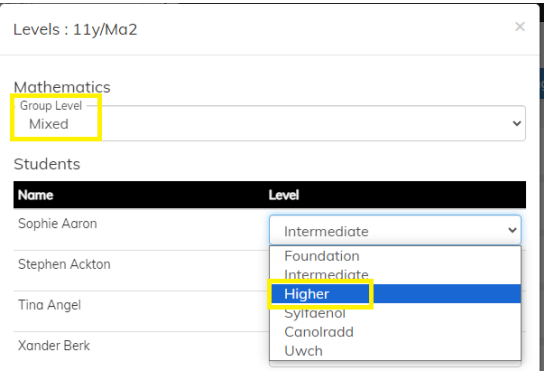 Levels : 11y/Ma2 ×
Mathematics
Group Level
Mixed
Students
Name Level
Sophie Aaron Intermediate
Foundation
Stephen Ackton Intermediate
Higher
Tina Angel Sylfaenol
Canolradd
Xander Berk Uwch